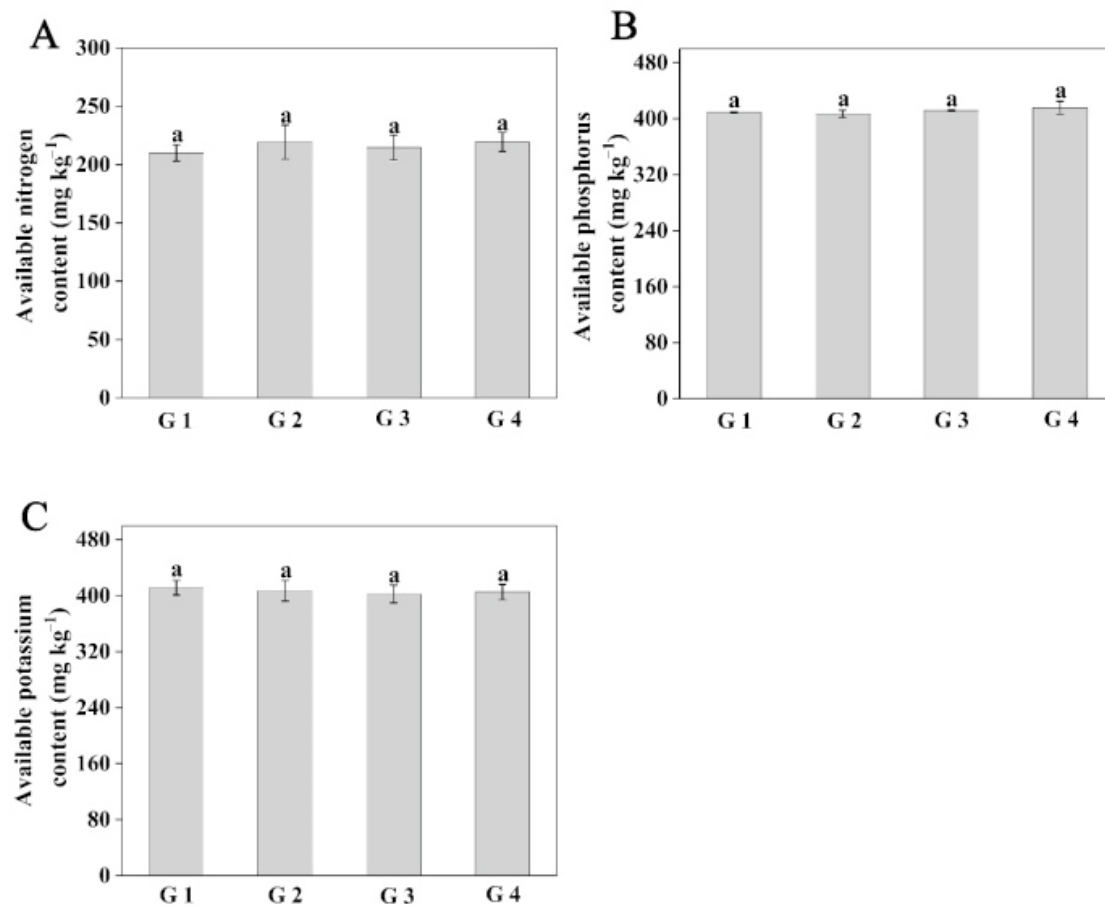 A
Available nitrogen
content (mg kg⁻¹)
300
250
200
150
100
50
0
a
a
a
a
G 1
G 2
G 3
G 4
B
Available phosphorus
content (mg kg⁻¹)
480
400
320
240
160
80
0
a
a
a
a
G 1
G 2
G 3
G 4
C
Available potassium
content (mg kg⁻¹)
480
400
320
240
160
80
0
a
a
a
a
G 1
G 2
G 3
G 4